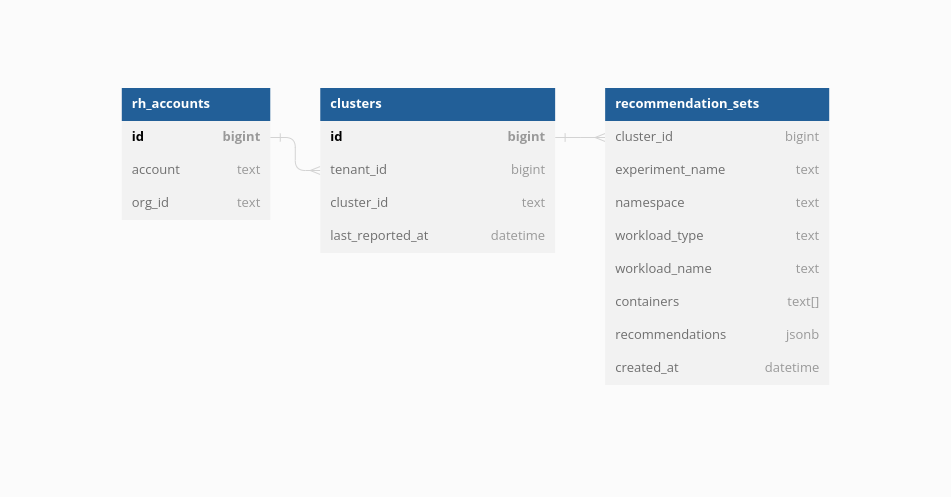 rh_accounts
id bigint
account text
org_id text
clusters
id bigint
tenant_id bigint
cluster_id text
last_reported_at datetime
recommendation_sets
cluster_id bigint
experiment_name text
namespace text
workload_type text
workload_name text
containers text[]
recommendations jsonb
created_at datetime